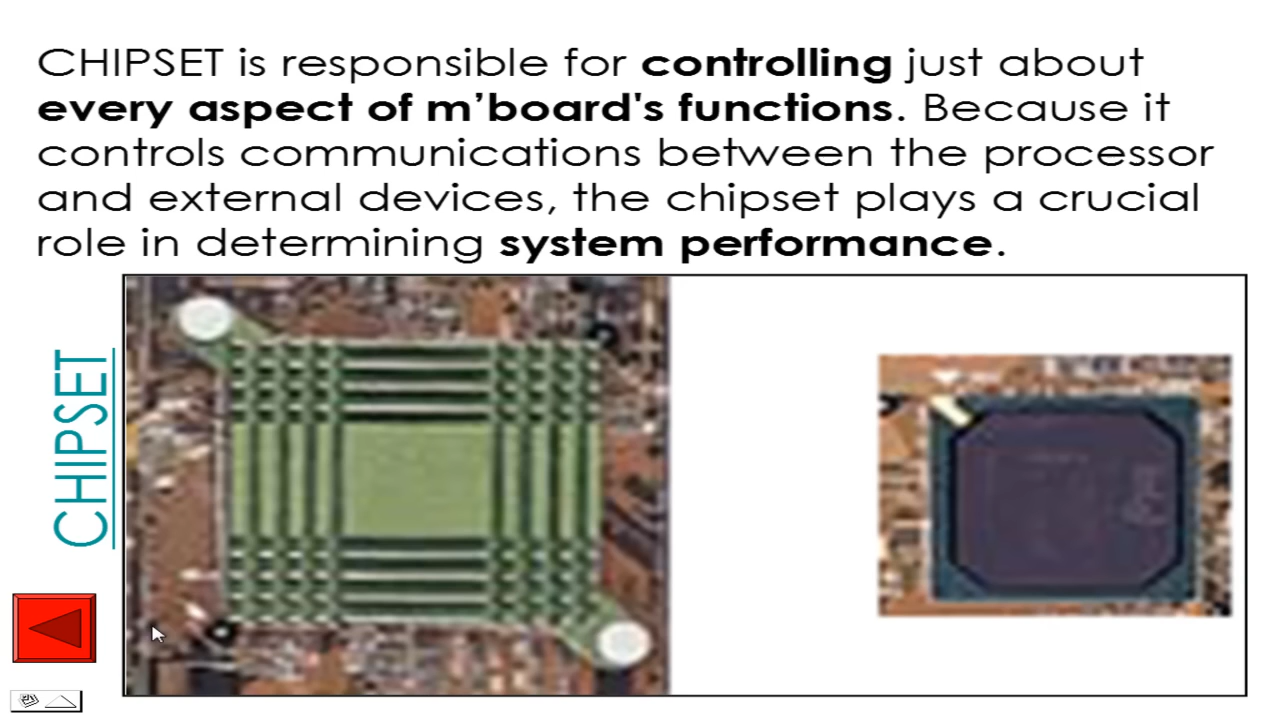 CHIPSET is responsible for controlling just about
every aspect of m’board's functions. Because it
controls communications between the processor
and external devices, the chipset plays a crucial
role in determining system performance.
CHIPSET